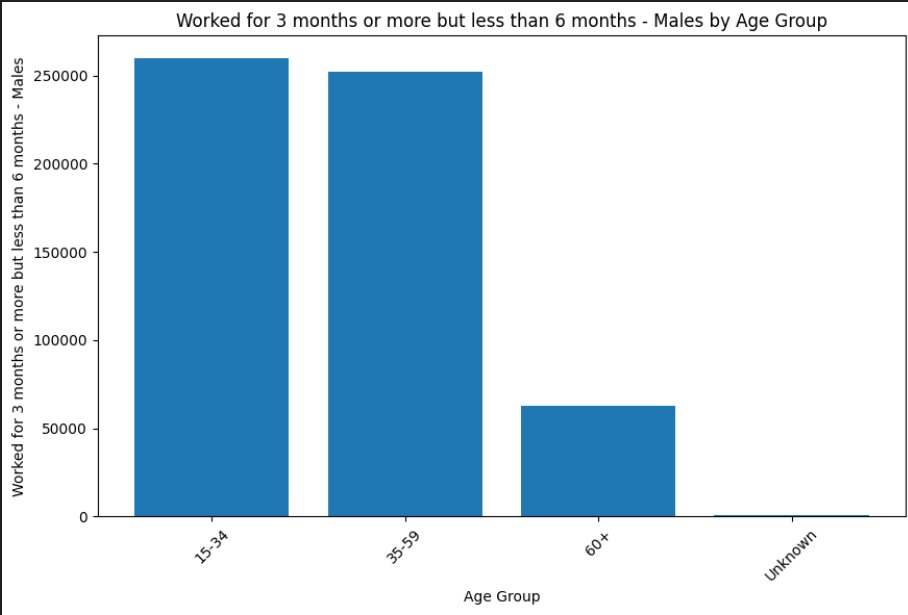 Worked for 3 months or more but less than 6 months - Males by Age Group
Worked for 3 months or more but less than 6 months - Males
250000
200000
150000
100000
50000
0
15-34
35-59
60+
Unknown
Age Group